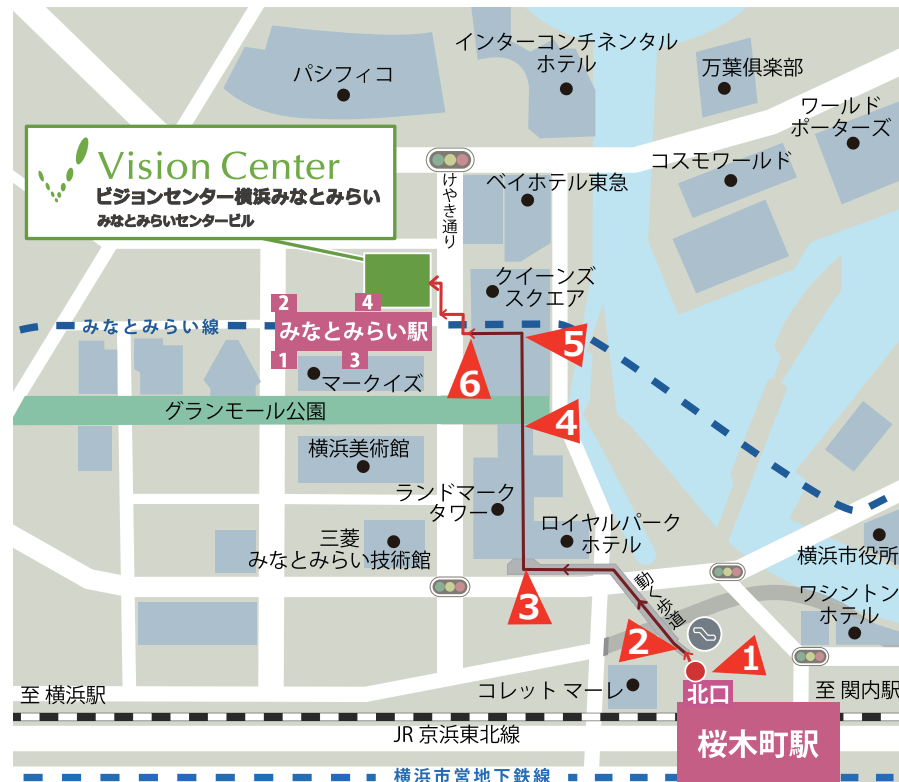 パシフィコ
インターコンチネンタル
ホテル
万葉倶楽部
ワールド
ポーターズ
コスモワールド
Vision Center
ビジョンセンター横浜みなとみらい
みなとみらいセンタービル
けやき通り
ベイホテル東急
クイーンズ
スクエア
2
4
みなとみらい線
みなとみらい駅
1
3
5
6
マークイズ
グランモール公園
4
横浜美術館
ランドマーク
タワー
三菱
みなとみらい技術館
ロイヤルパーク
ホテル
横浜市役所
3
動く歩道
ワシントン
ホテル
2
1
コレットマーレ
北口
至 横浜駅
至 関内駅
JR 京浜東北線
桜木町駅
横浜市営地下鉄線